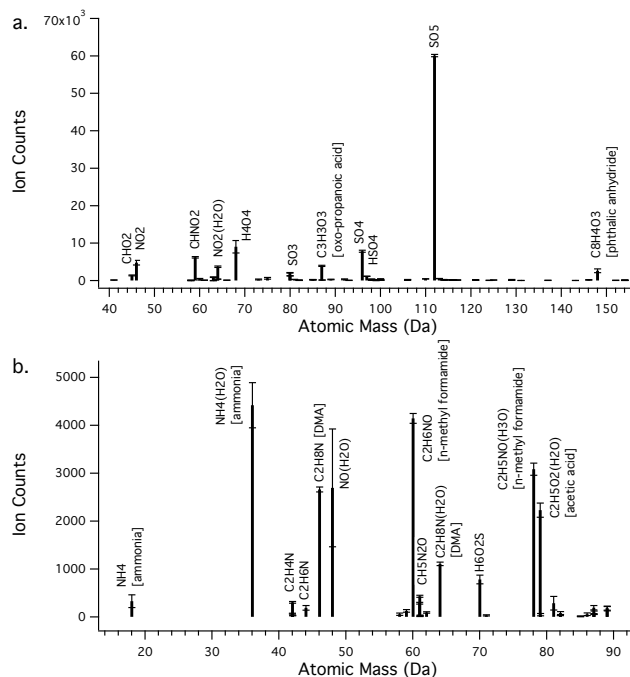 a.
70x10³
60
50
40
30
20
10
0
Ion Counts
CHO2
NO2
CHNO2
NO2(H2O)
H4O4
SO3
C3H3O3
[oxo-propanoic acid]
SO4
HSO4
SO5
C8H4O3
[phthalic anhydride]
40 50 60 70 80 90 100 110 120 130 140 150
Atomic Mass (Da)
b.
5000
4000
3000
2000
1000
0
Ion Counts
NH4
[ammonia]
NH4(H2O)
[ammonia]
C2H4N
C2H6N
C2H8N [DMA]
NO(H2O)
C2H6NO
[n-methyl formamide]
CH5N2O
C2H8N(H2O)
[DMA]
H6O2S
C2H5NO(H3O)
[n-methyl formamide]
C2H5O2(H2O)
[acetic acid]
20 30 40 50 60 70 80 90
Atomic Mass (Da)